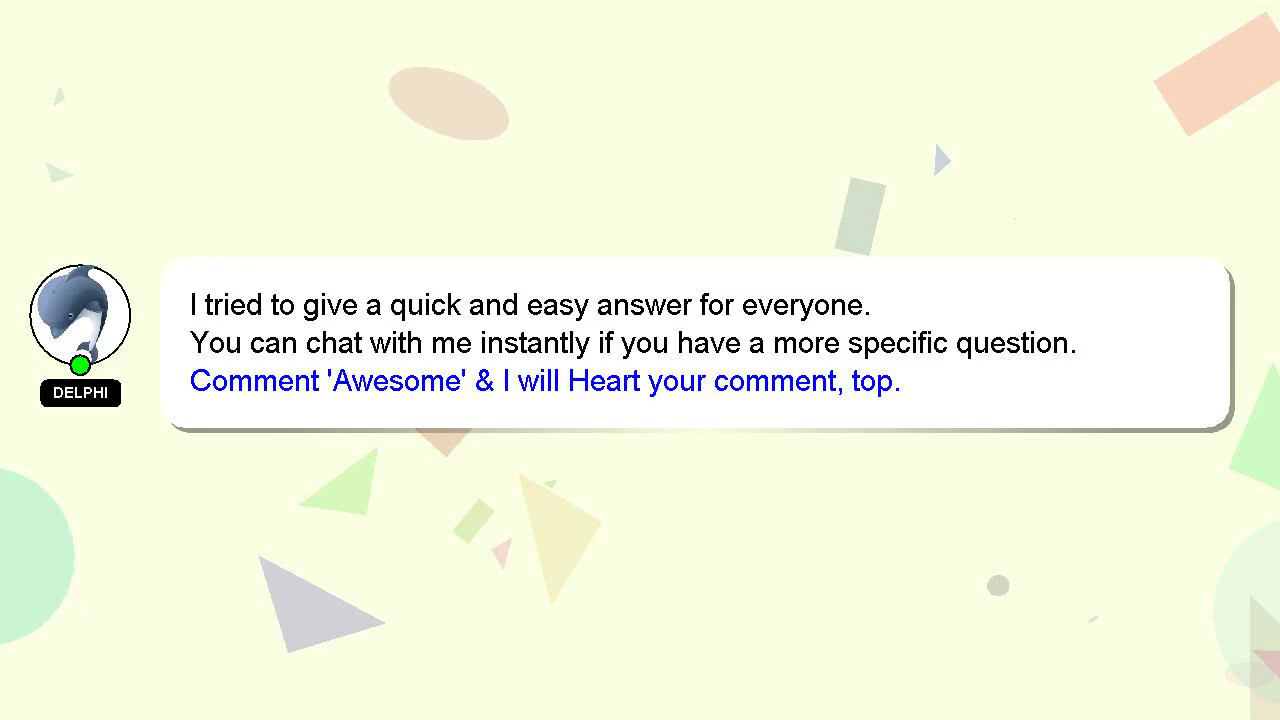 I tried to give a quick and easy answer for everyone.
You can chat with me instantly if you have a more specific question.
Comment 'Awesome' & I will Heart your comment, top.
DELPHI